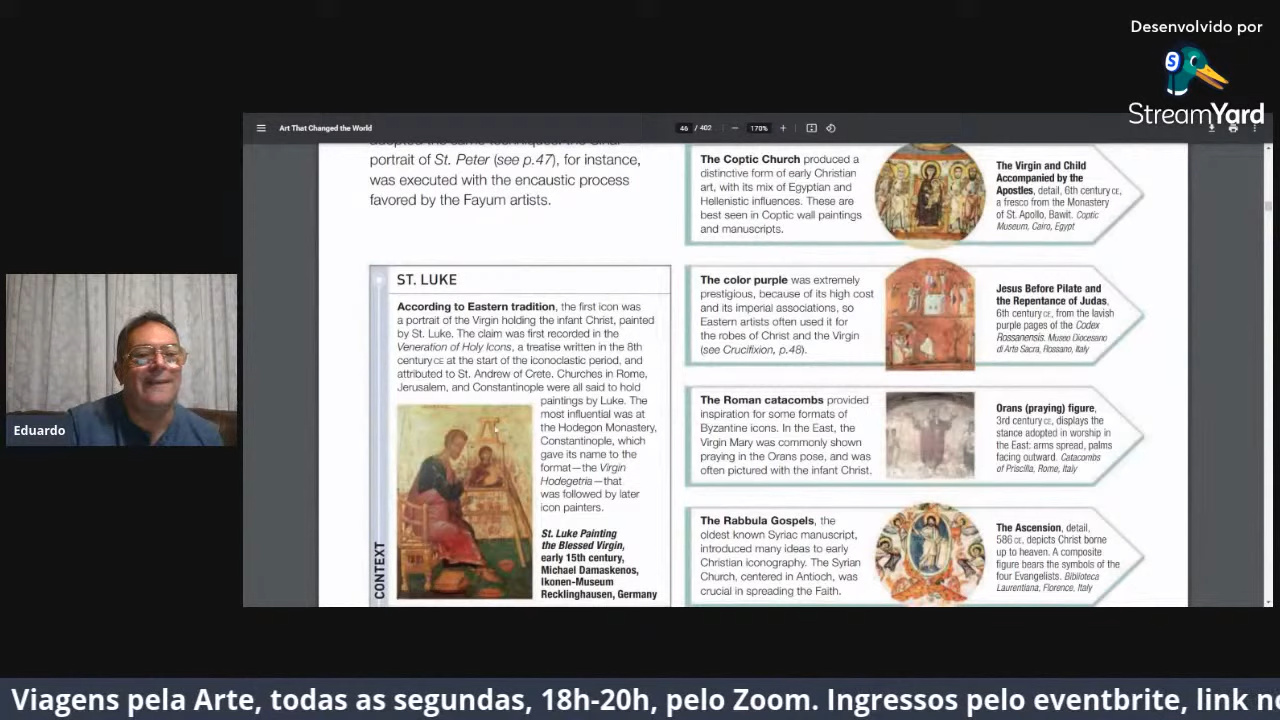 Desenvolvido por
StreamYard
Art That Changed the World
46 / 402
170%
portrait of St. Peter (see p.47), for instance,
was executed with the encaustic process
favored by the Fayum artists.
ST. LUKE
According to Eastern tradition, the first icon was
a portrait of the Virgin holding the infant Christ, painted
by St. Luke. The claim was first recorded in the
Veneration of Holy Icons, a treatise written in the 8th
century CE at the start of the iconoclastic period, and
attributed to St. Andrew of Crete. Churches in Rome,
Jerusalem, and Constantinople were all said to hold
paintings by Luke. The
most influential was at
the Hodegon Monastery,
Constantinople, which
gave its name to the
format—the Virgin
Hodegetria—that
was followed by later
icon painters.
St. Luke Painting
the Blessed Virgin,
early 15th century,
Michael Damaskenos,
Ikonen-Museum
Recklinghausen, Germany
CONTEXT
The Coptic Church produced a
distinctive form of early Christian
art, with its mix of Egyptian and
Hellenistic influences. These are
best seen in Coptic wall paintings
and manuscripts.
The Virgin and Child
Accompanied by the
Apostles, detail, 6th century CE,
a fresco from the Monastery
of St. Apollo, Bawit. Coptic
Museum, Cairo, Egypt
The color purple was extremely
prestigious, because of its high cost
and its imperial associations, so
Eastern artists often used it for
the robes of Christ and the Virgin
(see Crucifixion, p.48).
Jesus Before Pilate and
the Repentance of Judas,
6th century CE, from the lavish
purple pages of the Codex
Rossanensis. Museo Diocesano
di Arte Sacra, Rossano, Italy
The Roman catacombs provided
inspiration for some formats of
Byzantine icons. In the East, the
Virgin Mary was commonly shown
praying in the Orans pose, and was
often pictured with the infant Christ.
Orans (praying) figure,
3rd century CE, displays the
stance adopted in worship in
the East: arms spread, palms
facing outward. Catacombs
of Priscilla, Rome, Italy
The Rabbula Gospels, the
oldest known Syriac manuscript,
introduced many ideas to early
Christian iconography. The Syrian
Church, centered in Antioch, was
crucial in spreading the Faith.
The Ascension, detail,
586 CE, depicts Christ borne
up to heaven. A composite
figure bears the symbols of the
four Evangelists. Biblioteca
Laurentiana, Florence, Italy
Eduardo
Viagens pela Arte, todas as segundas, 18h-20h, pelo Zoom. Ingressos pelo eventbrite, link